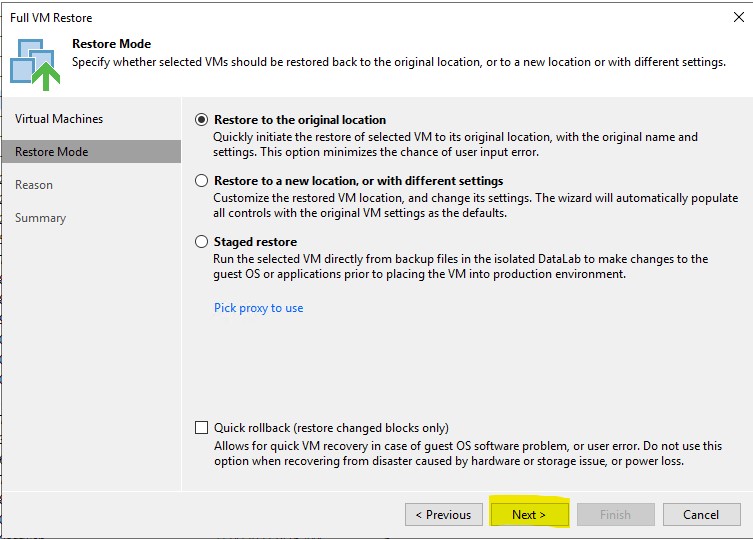 Full VM Restore
Restore Mode
Specify whether selected VMs should be restored back to the original location, or to a new location or with different settings.
Virtual Machines
Restore Mode
Reason
Summary
Restore to the original location
Quickly initiate the restore of selected VM to its original location, with the original name and
settings. This option minimizes the chance of user input error.
Restore to a new location, or with different settings
Customize the restored VM location, and change its settings. The wizard will automatically populate
all controls with the original VM settings as the defaults.
Staged restore
Run the selected VM directly from backup files in the isolated DataLab to make changes to the
guest OS or applications prior to placing the VM into production environment.
Pick proxy to use
Quick rollback (restore changed blocks only)
Allows for quick VM recovery in case of guest OS software problem, or user error. Do not use this
option when recovering from disaster caused by hardware or storage issue, or power loss.
< Previous
Next >
Finish
Cancel